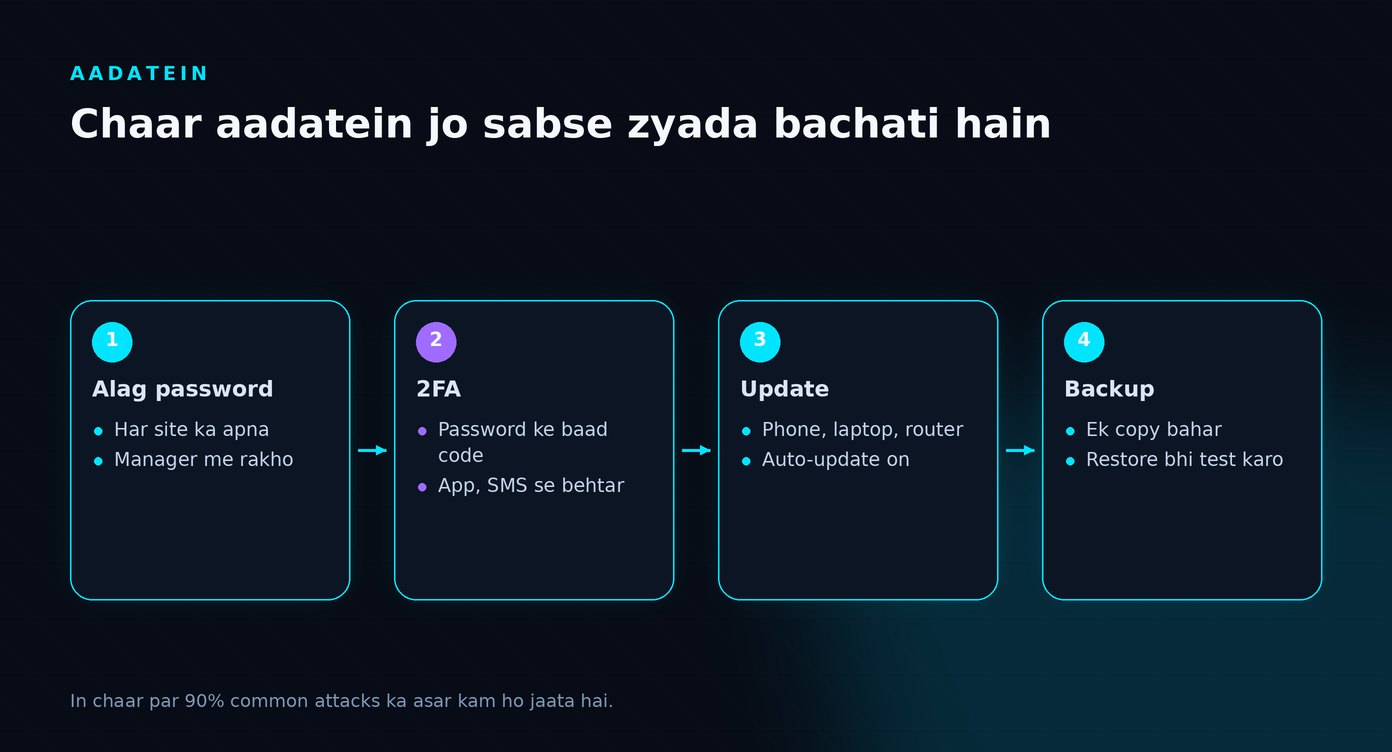 AADATEIN
Chaar aadatein jo sabse zyada bachati hain
1
Alag password
Har site ka apna
Manager me rakho
2
2FA
Password ke baad
code
App, SMS se behtar
3
Update
Phone, laptop, router
Auto-update on
4
Backup
Ek copy bahar
Restore bhi test karo
In chaar par 90% common attacks ka asar kam ho jaata hai.